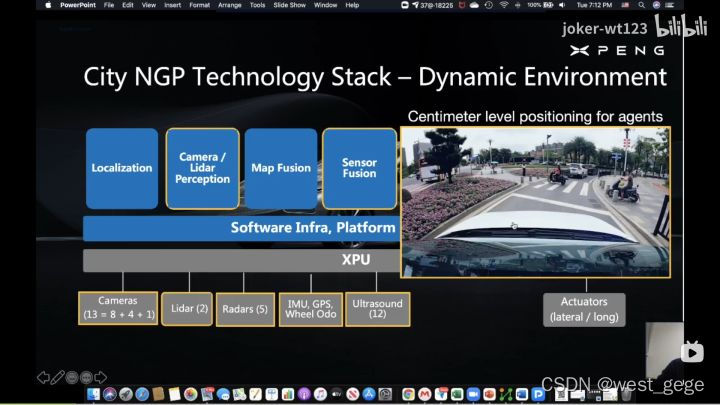 PowerPoint File Edit View Insert Format Arrange Tools Slide Show Window Help
37@-18225 100% Tue 7:12 PM
joker-wt123 bilibili
XPENG
City NGP Technology Stack – Dynamic Environment
Centimeter level positioning for agents
Localization
Camera /
Lidar
Perception
Map Fusion
Sensor
Fusion
Software Infra, Platform
XPU
Cameras
(13 = 8 + 4 + 1)
Lidar (2)
Radars (5)
IMU, GPS,
Wheel Odo
Ultrasound
(12)
Actuators
(lateral / long)
CSDN @west_gege